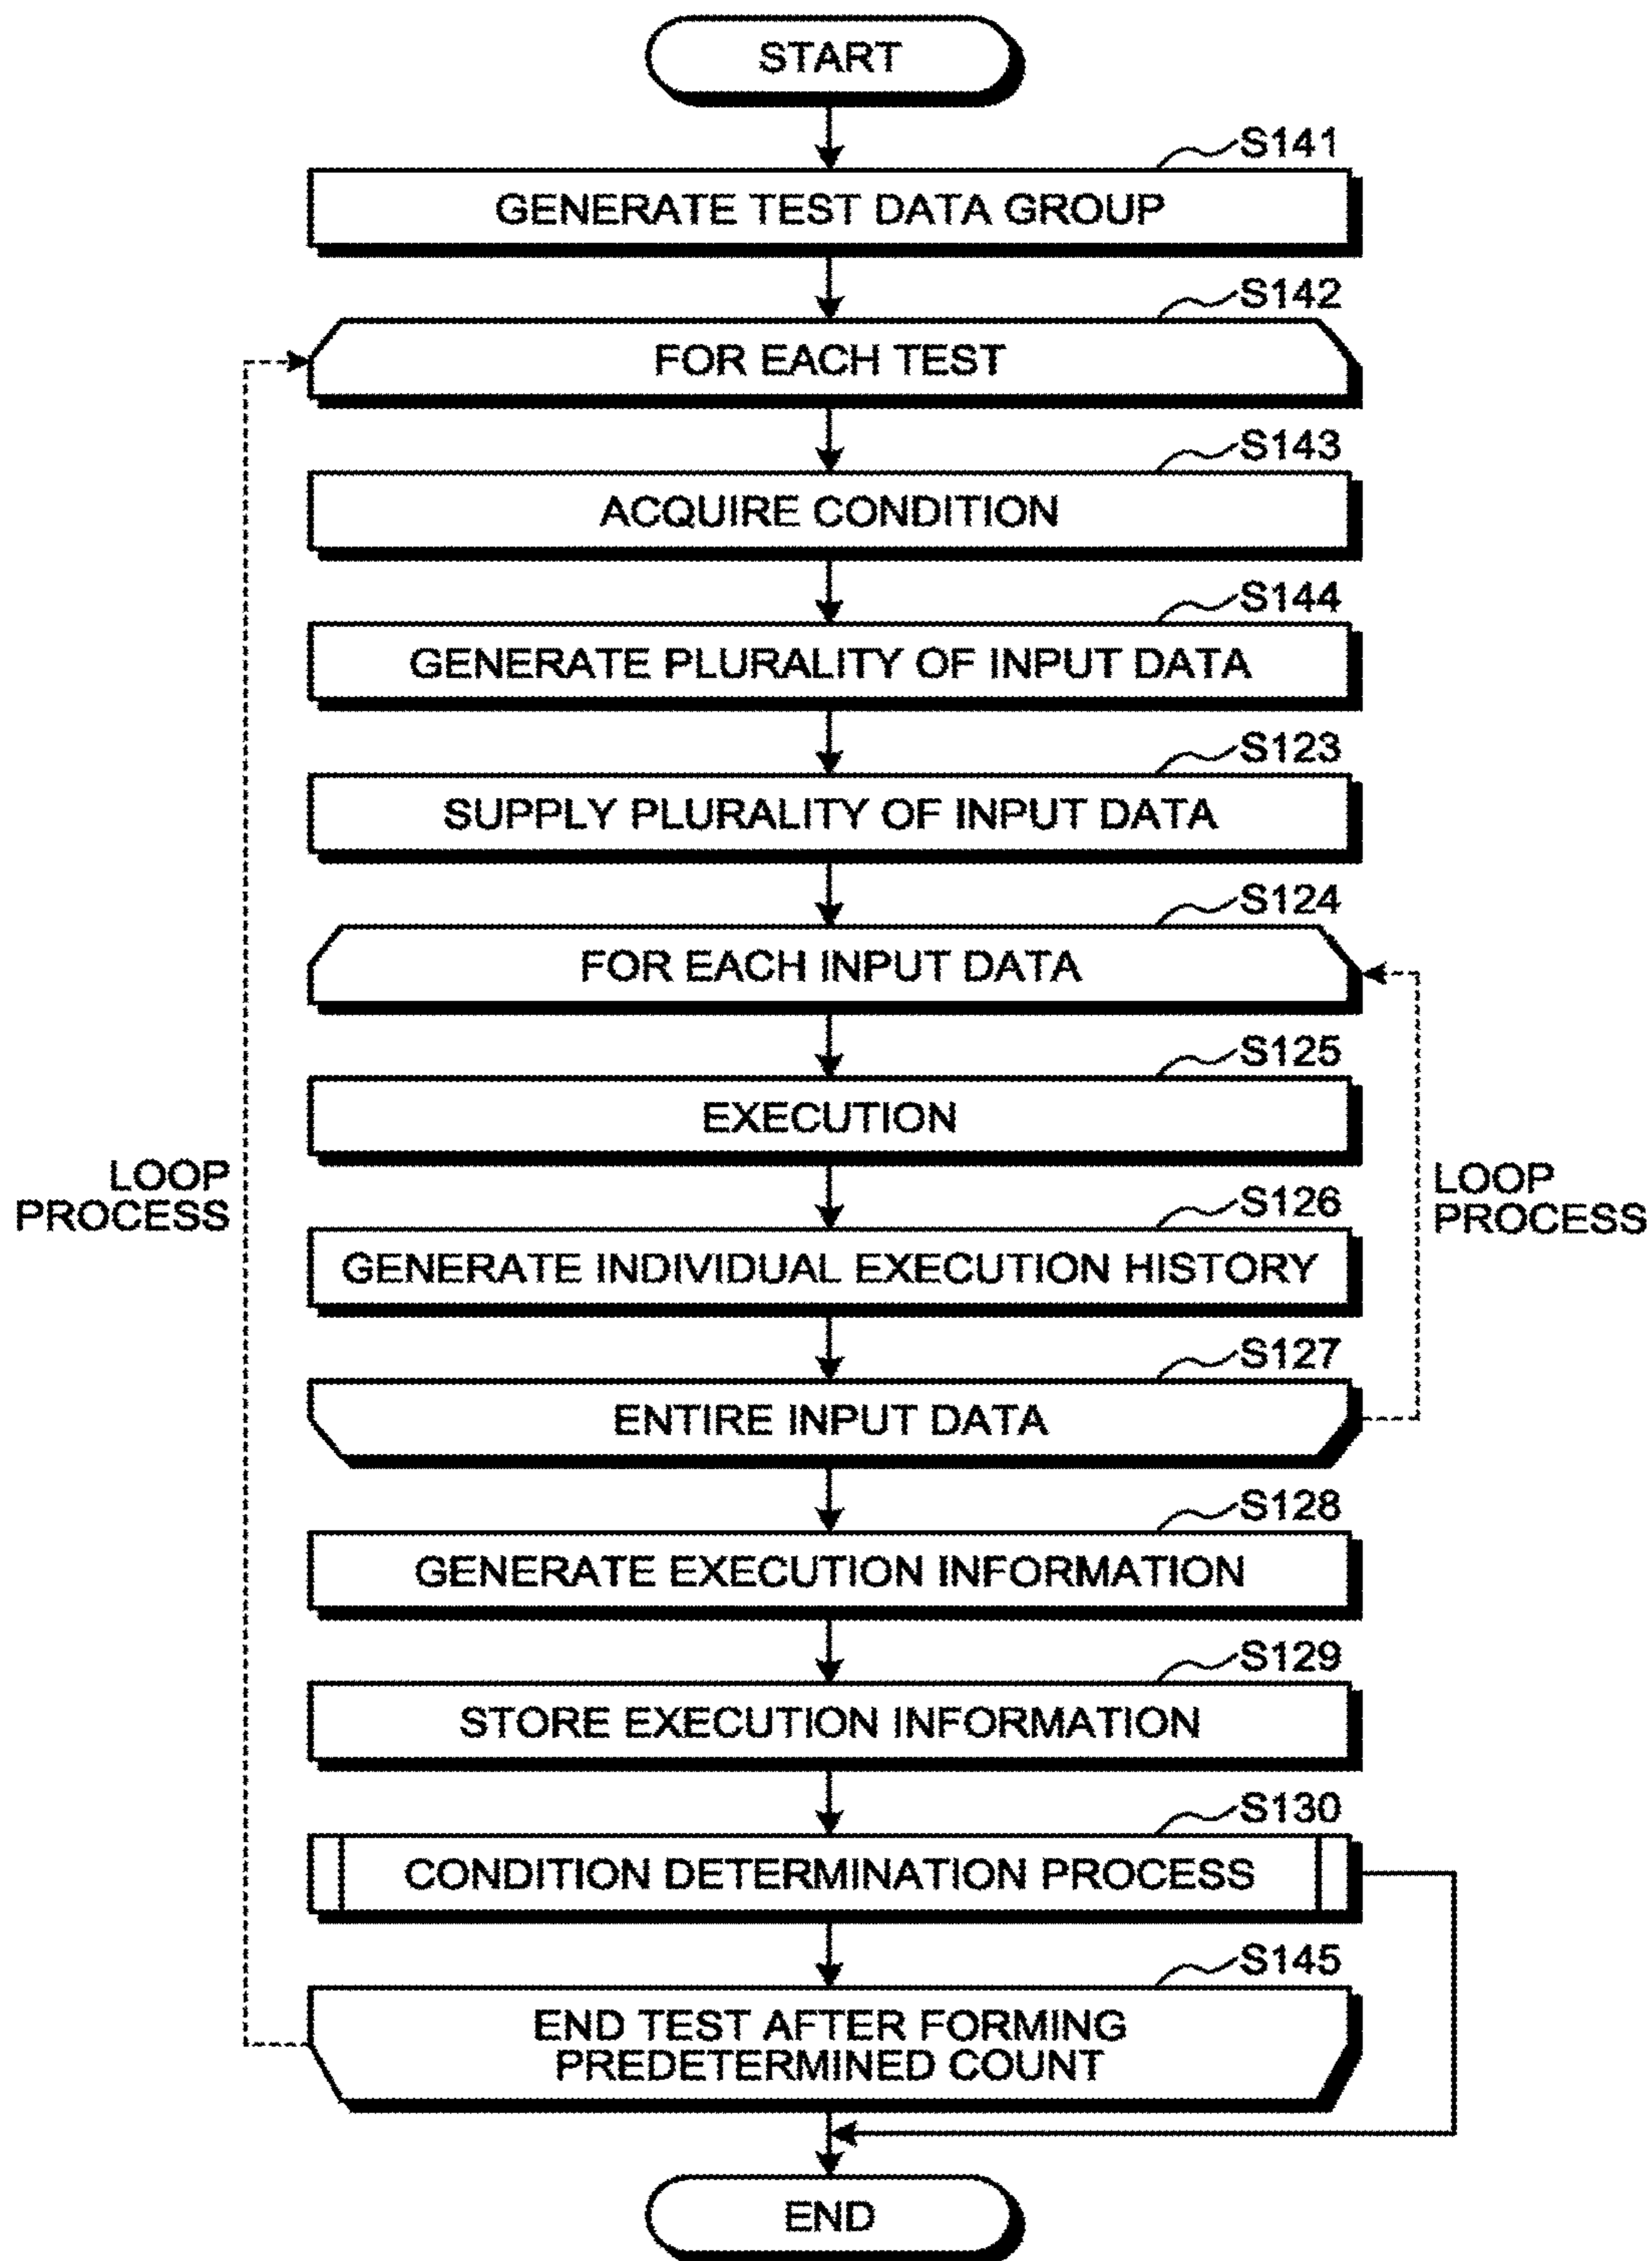 START
S141
GENERATE TEST DATA GROUP
S142
FOR EACH TEST
S143
ACQUIRE CONDITION
S144
GENERATE PLURALITY OF INPUT DATA
S123
SUPPLY PLURALITY OF INPUT DATA
S124
FOR EACH INPUT DATA
S125
EXECUTION
LOOP
PROCESS
LOOP
PROCESS
S126
GENERATE INDIVIDUAL EXECUTION HISTORY
S127
ENTIRE INPUT DATA
S128
GENERATE EXECUTION INFORMATION
S129
STORE EXECUTION INFORMATION
S130
CONDITION DETERMINATION PROCESS
S145
END TEST AFTER FORMING
PREDETERMINED COUNT
END